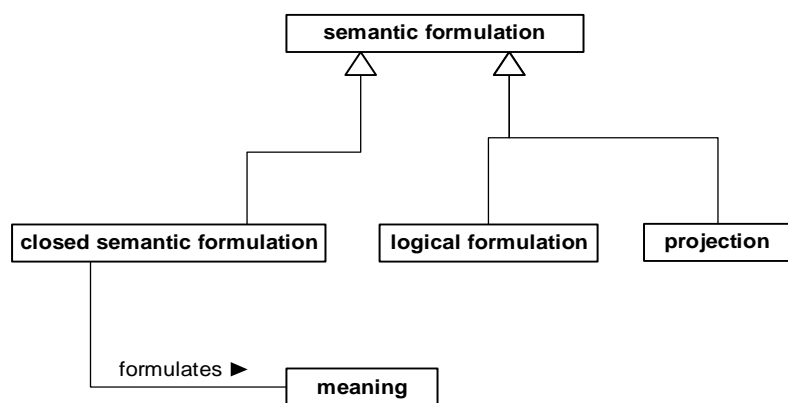 semantic formulation
closed semantic formulation
logical formulation
projection
formulates ►
meaning